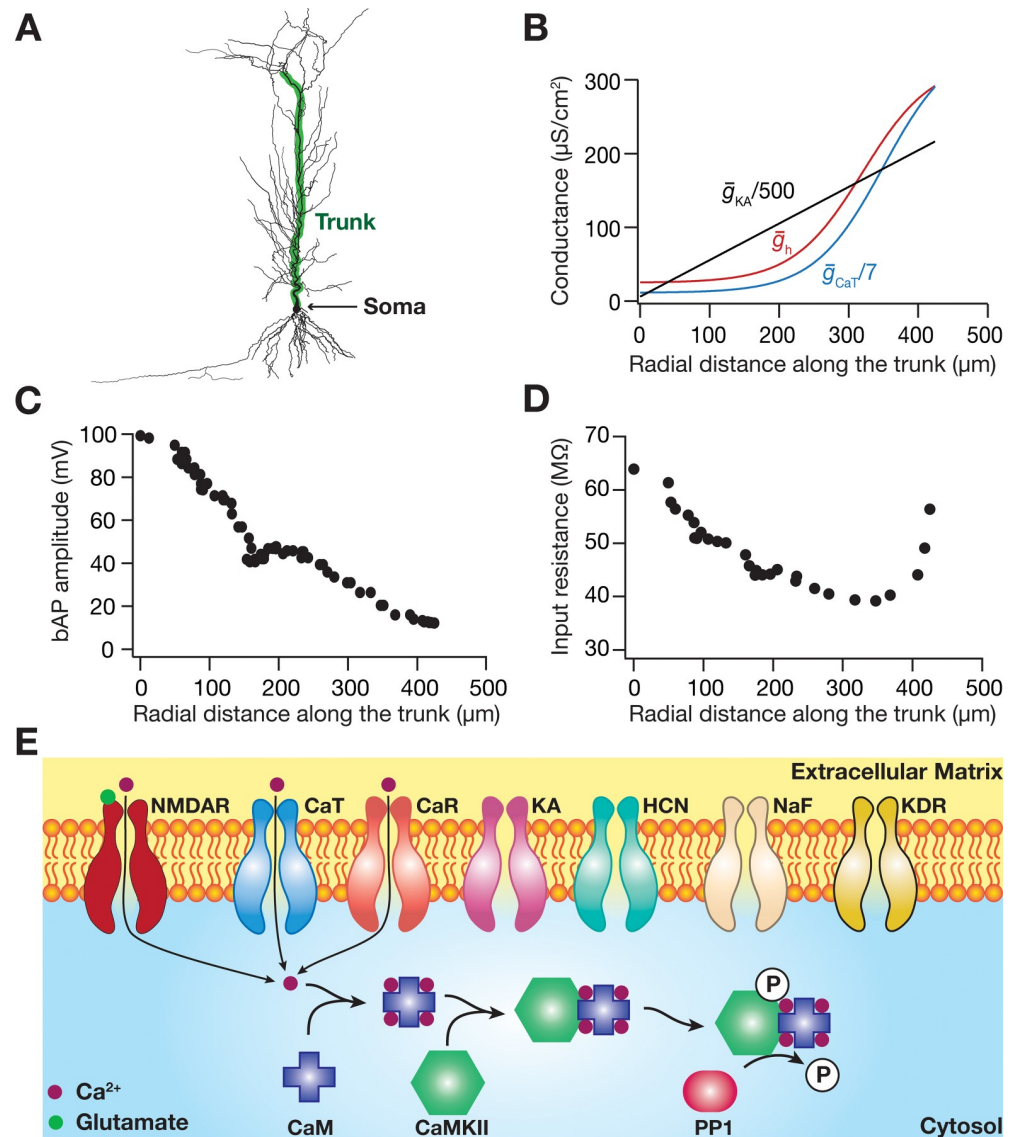 A
Trunk
Soma
B
Conductance (µS/cm²)
300
200
100
0
ḡKA/500
ḡh
ḡCaT/7
0 100 200 300 400 500
Radial distance along the trunk (µm)
C
bAP amplitude (mV)
100
80
60
40
20
0
0 100 200 300 400 500
Radial distance along the trunk (µm)
D
Input resistance (MΩ)
70
60
50
40
30
0 100 200 300 400 500
Radial distance along the trunk (µm)
E
Extracellular Matrix
NMDAR CaT CaR KA HCN NaF KDR
P
P
Ca²⁺
Glutamate
CaM CaMKII PP1
Cytosol